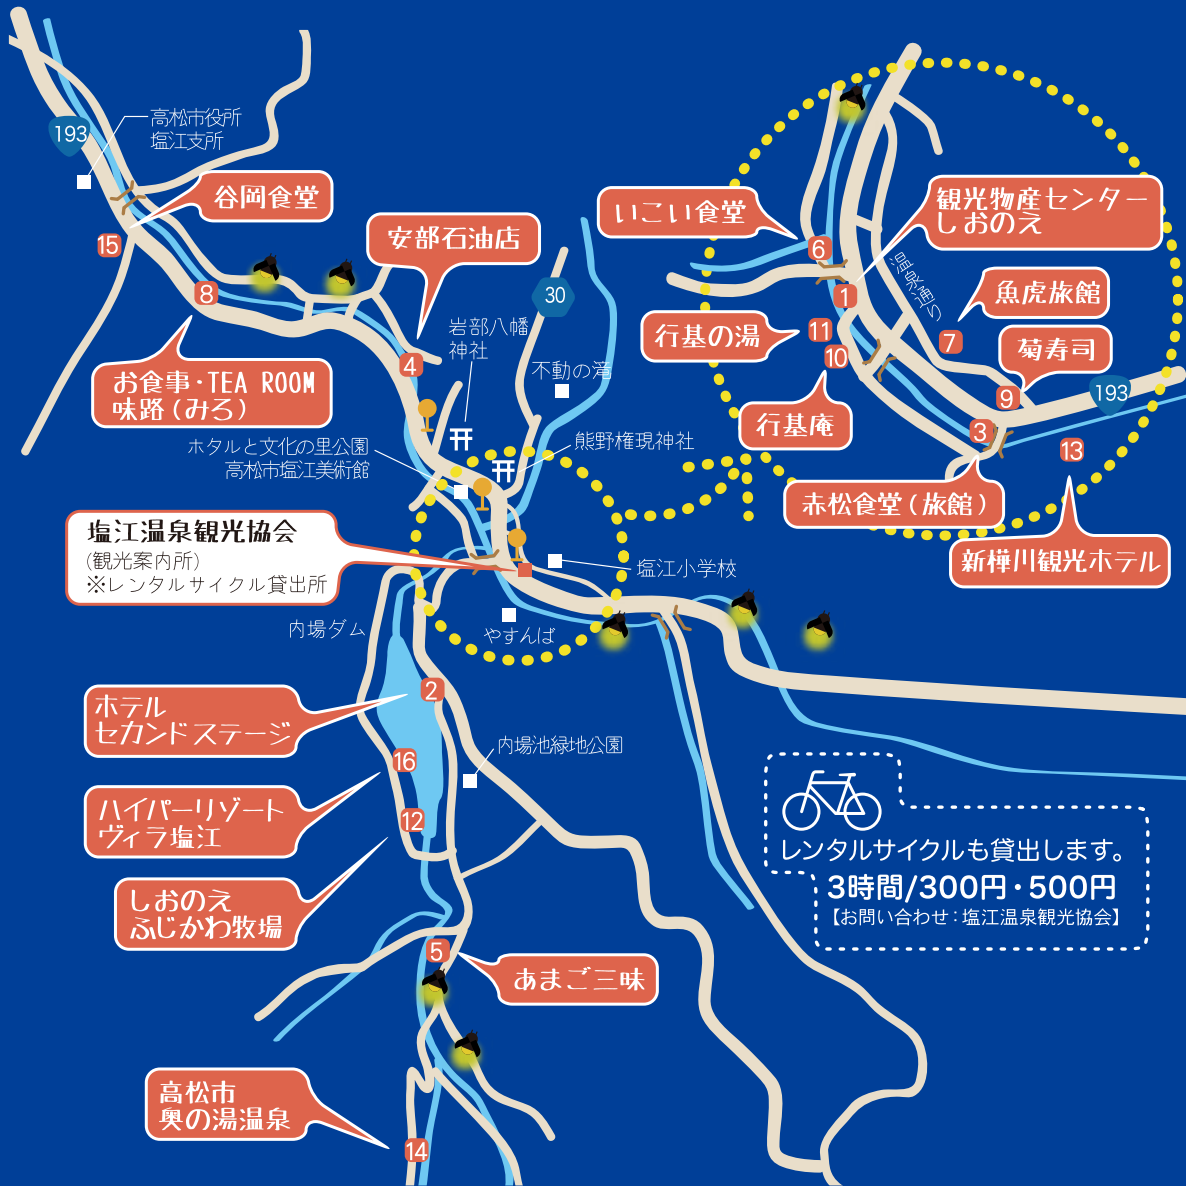 193
高松市役所
塩江支所
谷岡食堂
15
安部石油店
8
30
岩部八幡
神社
不動の滝
4
お食事・TEA ROOM
味路(みろ)
ホタルと文化の里公園
高松市塩江美術館
熊野権現神社
塩江温泉観光協会
(観光案内所)
※レンタルサイクル貸出所
塩江小学校
内場ダム
やすんば
いこい食堂
6
観光物産センター
しおのえ
温泉通り
1
魚虎旅館
行基の湯
11
10
7
菊寿司
9
193
行基庵
3
13
赤松食堂(旅館)
新樺川観光ホテル
2
ホテル
セカンドステージ
内場池緑地公園
16
ハイパーリゾート
ヴィラ塩江
12
しおのえ
ふじかわ牧場
5
あまご三昧
高松市
奥の湯温泉
14
レンタルサイクルも貸出します。
3時間/300円・500円
【お問い合わせ：塩江温泉観光協会】